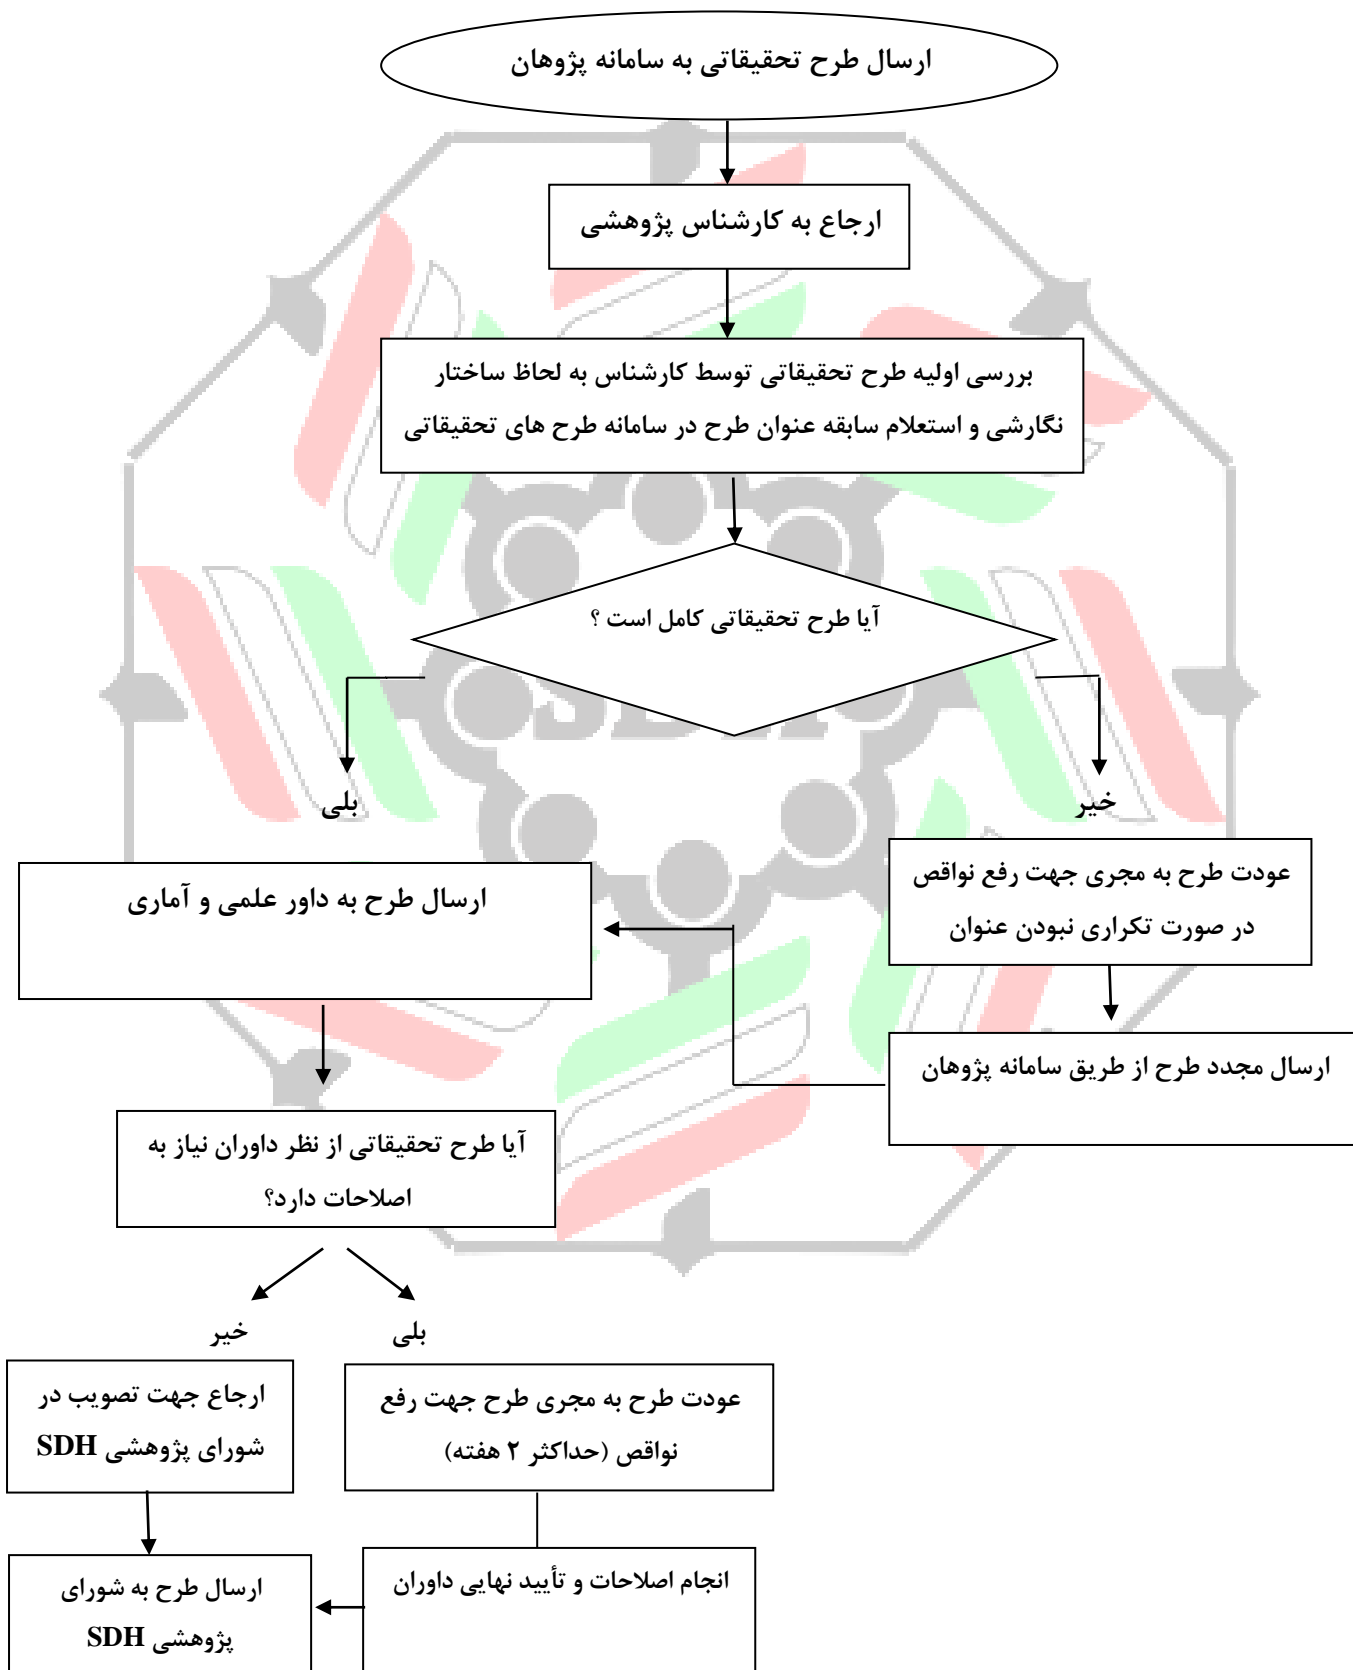 ارسال طرح تحقیقاتی به سامانه پژوهان
ارجاع به کارشناس پژوهشی
بررسی اولیه طرح تحقیقاتی توسط کارشناس به لحاظ ساختار
نگارشی و استعلام سابقه عنوان طرح در سامانه طرح های تحقیقاتی
آیا طرح تحقیقاتی کامل است ؟
خیر
بلی
عودت طرح به مجری جهت رفع نواقص
در صورت تکراری نبودن عنوان
ارسال طرح به داور علمی و آماری
ارسال مجدد طرح از طریق سامانه پژوهان
آیا طرح تحقیقاتی از نظر داوران نیاز به
اصلاحات دارد؟
بلی
خیر
عودت طرح به مجری طرح جهت رفع
نواقص (حداکثر ۲ هفته)
ارجاع جهت تصویب در
شورای پژوهشی SDH
انجام اصلاحات و تأیید نهایی داوران
ارسال طرح به شورای
پژوهشی SDH